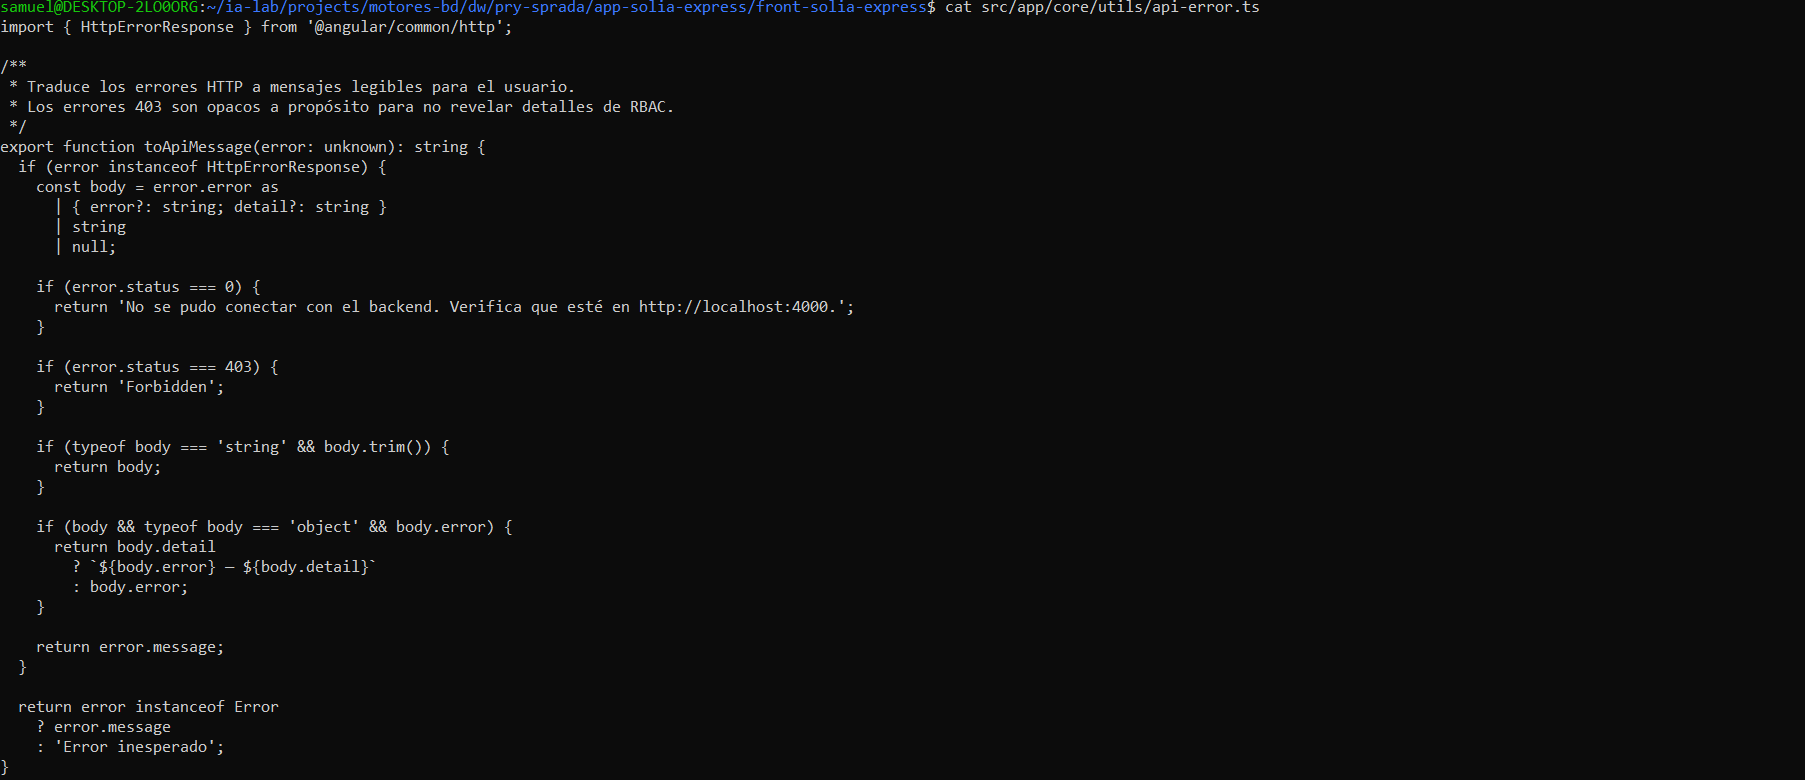 samuel@DESKTOP-2LO0ORG:~/ia-lab/projects/motores-bd/dw/pry-sprada/app-solia-express/front-solia-express$ cat src/app/core/utils/api-error.ts
import { HttpErrorResponse } from '@angular/common/http';

/**
 * Traduce los errores HTTP a mensajes legibles para el usuario.
 * Los errores 403 son opacos a propósito para no revelar detalles de RBAC.
 */
export function toApiMessage(error: unknown): string {
  if (error instanceof HttpErrorResponse) {
    const body = error.error as
      | { error?: string; detail?: string }
      | string
      | null;

    if (error.status === 0) {
      return 'No se pudo conectar con el backend. Verifica que esté en http://localhost:4000.';
    }

    if (error.status === 403) {
      return 'Forbidden';
    }

    if (typeof body === 'string' && body.trim()) {
      return body;
    }

    if (body && typeof body === 'object' && body.error) {
      return body.detail
        ? `${body.error} — ${body.detail}`
        : body.error;
    }

    return error.message;
  }

  return error instanceof Error
    ? error.message
    : 'Error inesperado';
}